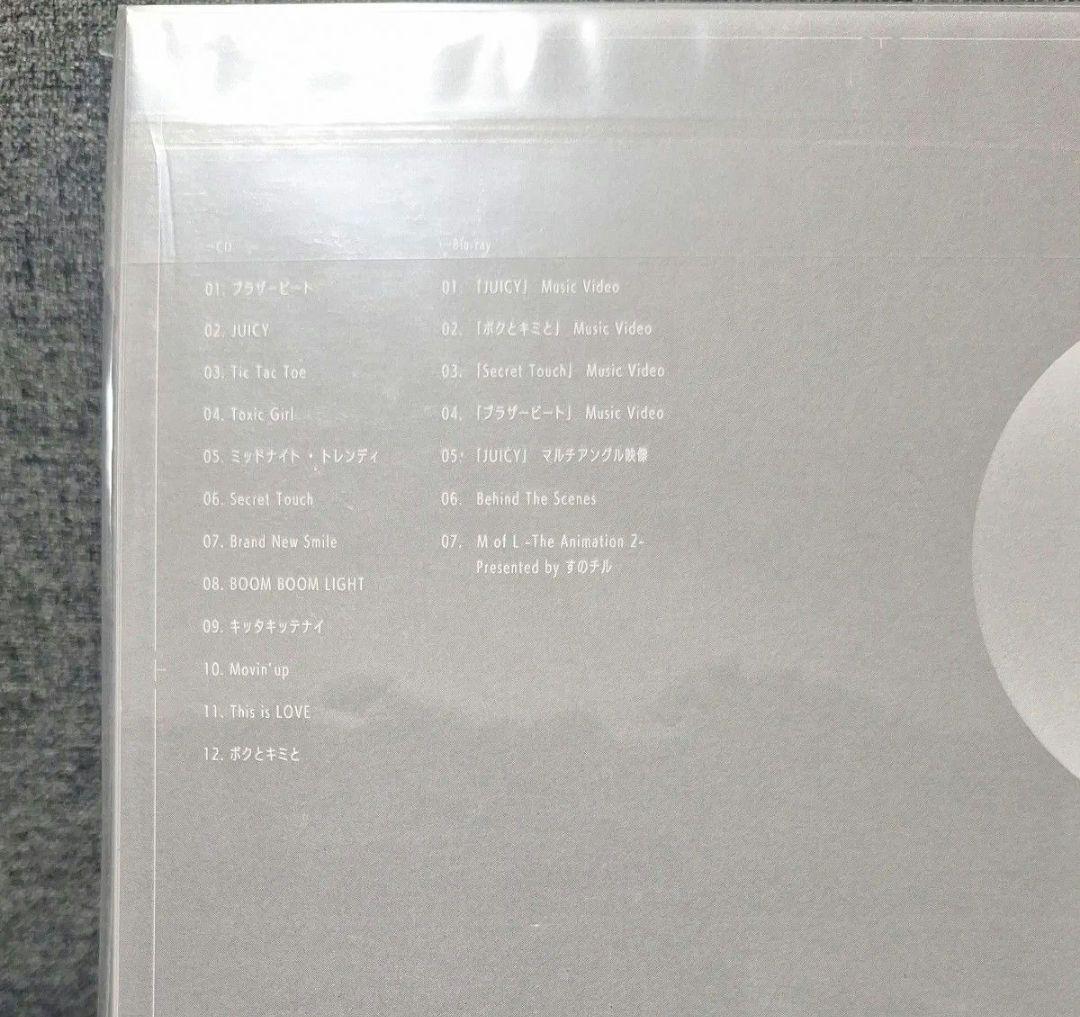 —CD
01. ブラザービート
02. JUICY
03. Tic Tac Toe
04. Toxic Girl
05. ミッドナイト・トレンディ
06. Secret Touch
07. Brand New Smile
08. BOOM BOOM LIGHT
09. キッタキッテナイ
10. Movin' up
11. This is LOVE
12. ボクとキミと
—Blu-ray
01. 「JUICY」 Music Video
02. 「ボクとキミと」 Music Video
03. 「Secret Touch」 Music Video
04. 「ブラザービート」 Music Video
05. 「JUICY」 マルチアングル映像
06. Behind The Scenes
07. M of L -The Animation 2-
Presented by すのチル